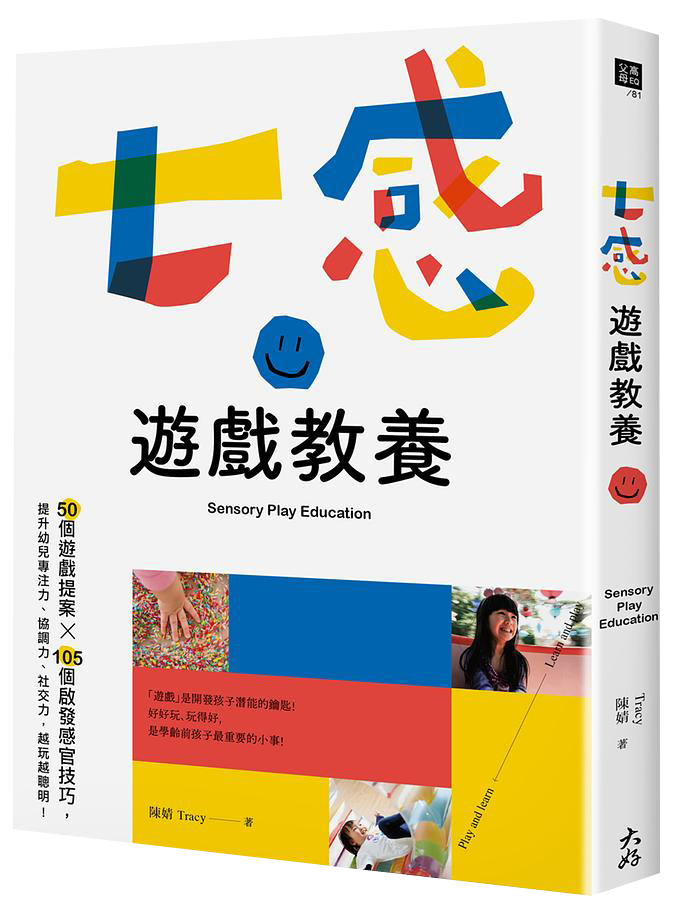 七感
遊戲教養
Sensory Play Education
50個遊戲提案×105個啟發感官技巧，
提升幼兒專注力、協調力、社交力，越玩越聰明！
「遊戲」是開發孩子潛能的鑰匙!
好好玩、玩得好,
是學齡前孩子最重要的小事!
陳婧 Tracy——著
Learn and play
Play and learn
高EQ
父母
/81
七感
遊戲教養
Sensory
Play
Education
Tracy
陳婧 著
大好